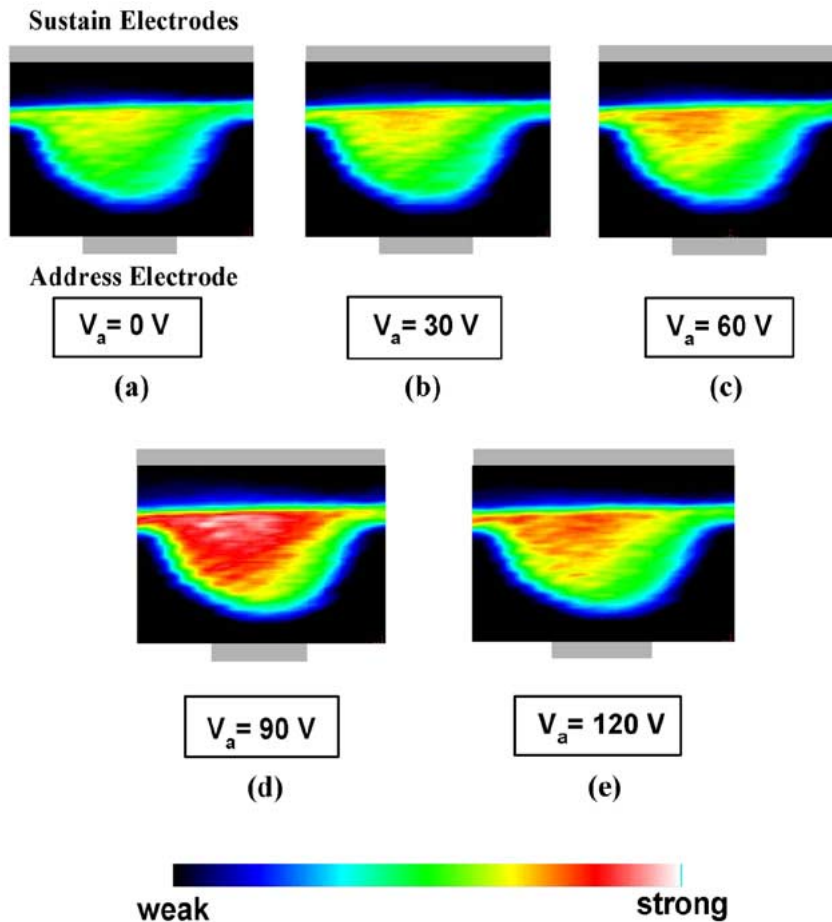 Sustain Electrodes
Address Electrode
Va= 0 V
Va= 30 V
Va= 60 V
(a)
(b)
(c)
Va= 90 V
Va= 120 V
(d)
(e)
weak
strong